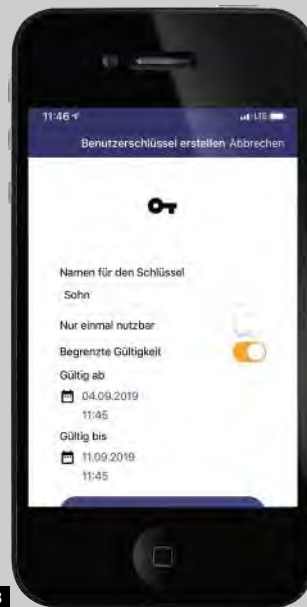 11:46 LTE
Benutzerschlüssel erstellen Abbrechen
Namen für den Schlüssel
Sohn
Nur einmal nutzbar
Begrenzte Gültigkeit
Gültig ab
04.09.2019
11:45
Gültig bis
11.09.2019
11:45